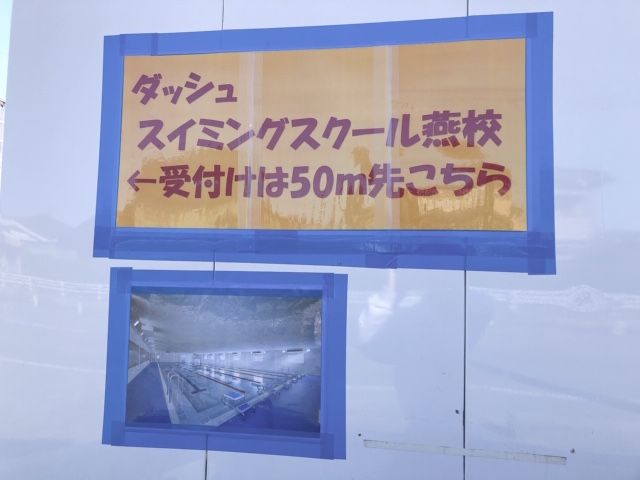 ダッシュ
スイミングスクール燕校
←受付けは50m先こちら